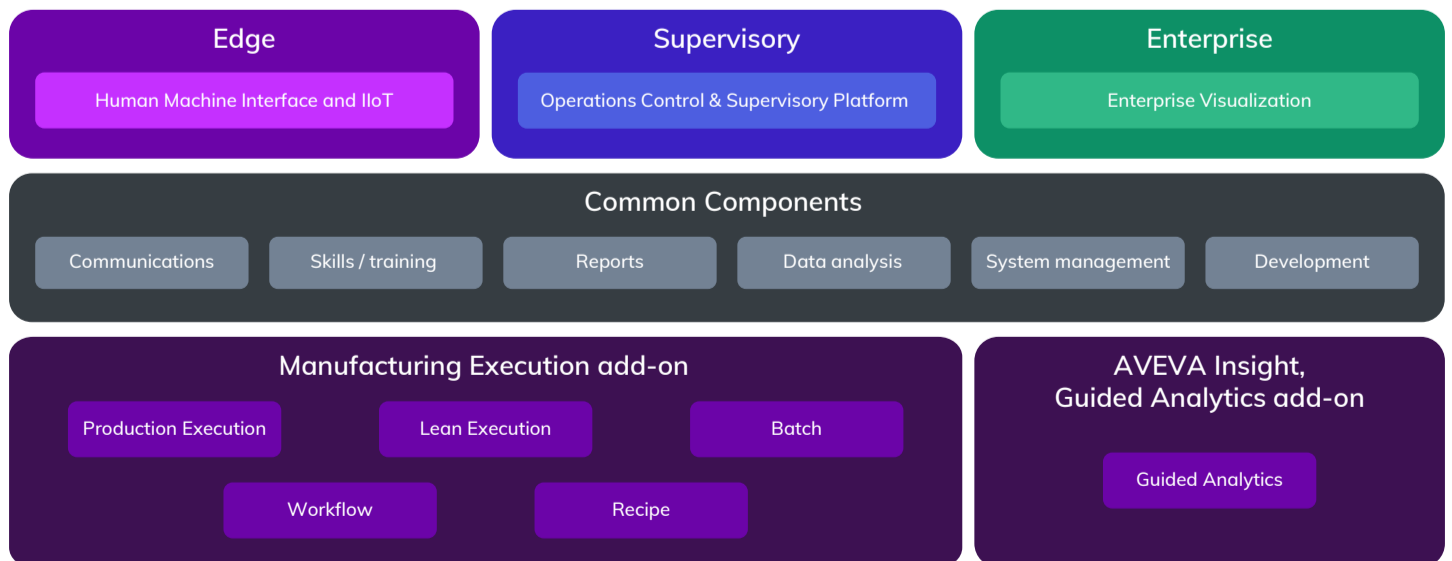 Edge
Human Machine Interface and IIoT
Supervisory
Operations Control & Supervisory Platform
Enterprise
Enterprise Visualization
Common Components
Communications
Skills / training
Reports
Data analysis
System management
Development
Manufacturing Execution add-on
Production Execution
Lean Execution
Batch
Workflow
Recipe
AVEVA Insight,
Guided Analytics add-on
Guided Analytics